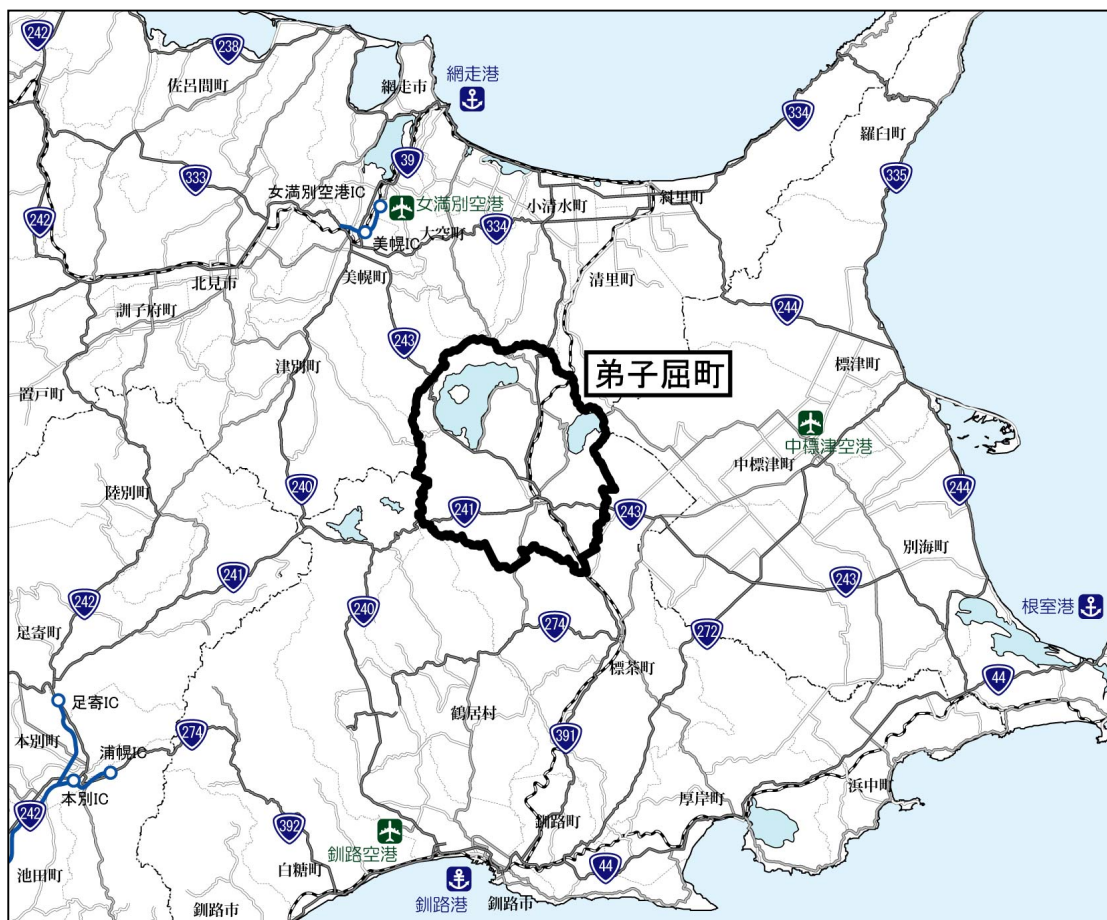 242
238
佐呂間町
網走市
網走港
334
羅臼町
335
39
333
女満別空港IC
女満別空港
小清水町
斜里町
242
美幌IC
大空町
334
北見市
美幌町
清里町
訓子府町
244
243
弟子屈町
標津町
津別町
置戸町
中標津空港
中標津町
陸別町
240
241
243
244
別海町
241
243
242
240
274
根室港
足寄町
272
標茶町
44
足寄IC
鶴居村
本別町
274
391
浦幌IC
本別IC
浜中町
厚岸町
242
392
釧路空港
釧路町
白糠町
44
池田町
釧路市
釧路港
釧路市